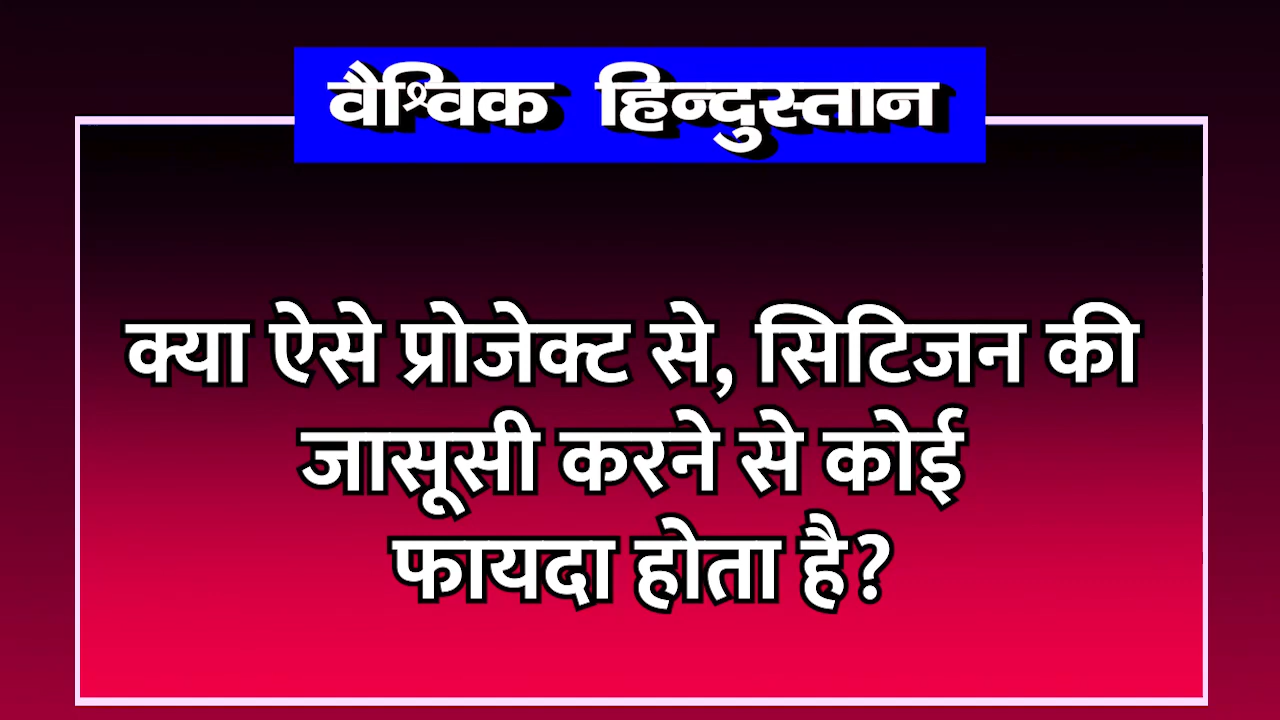 वैश्विक हिन्दुस्तान
क्या ऐसे प्रोजेक्ट से, सिटिजन की
जासूसी करने से कोई
फायदा होता है?